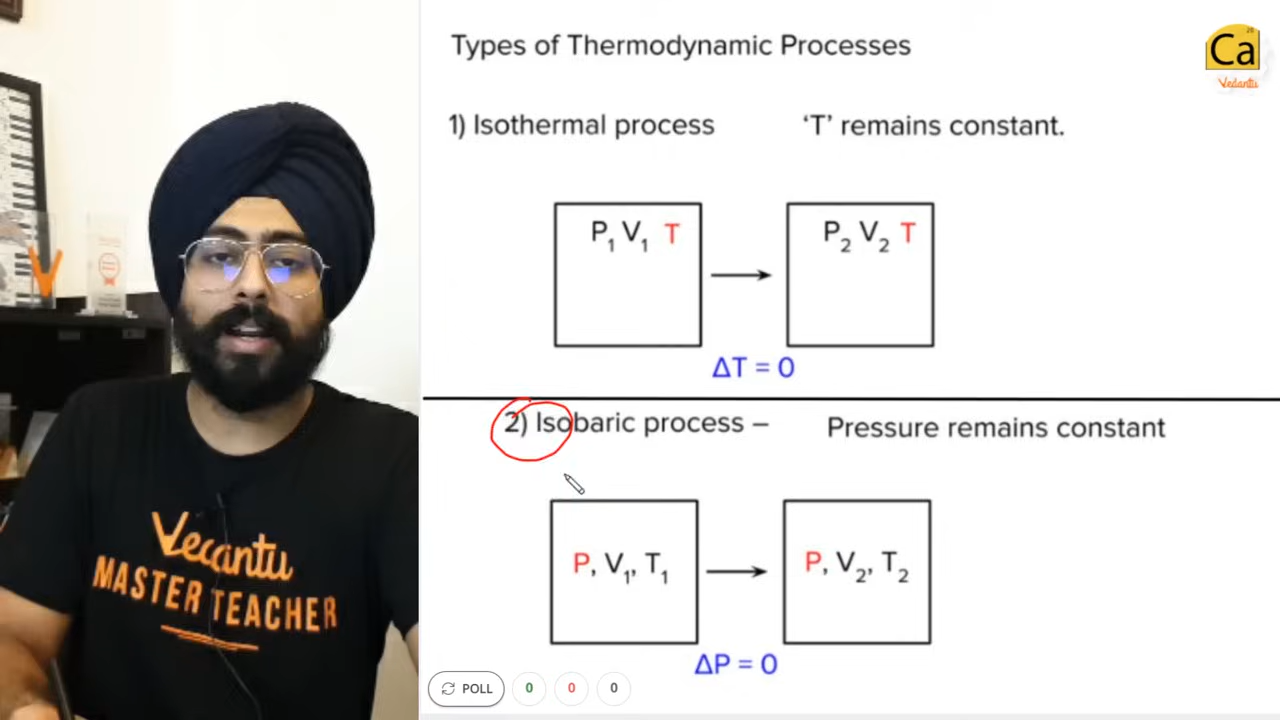 Types of Thermodynamic Processes
Ca
20
Vedantu
1) Isothermal process
‘T’ remains constant.
P₁ V₁ T
P₂ V₂ T
ΔT = 0
2) Isobaric process –
Pressure remains constant
P, V₁, T₁
P, V₂, T₂
ΔP = 0
POLL
0
0
0
Vedantu
MASTER TEACHER